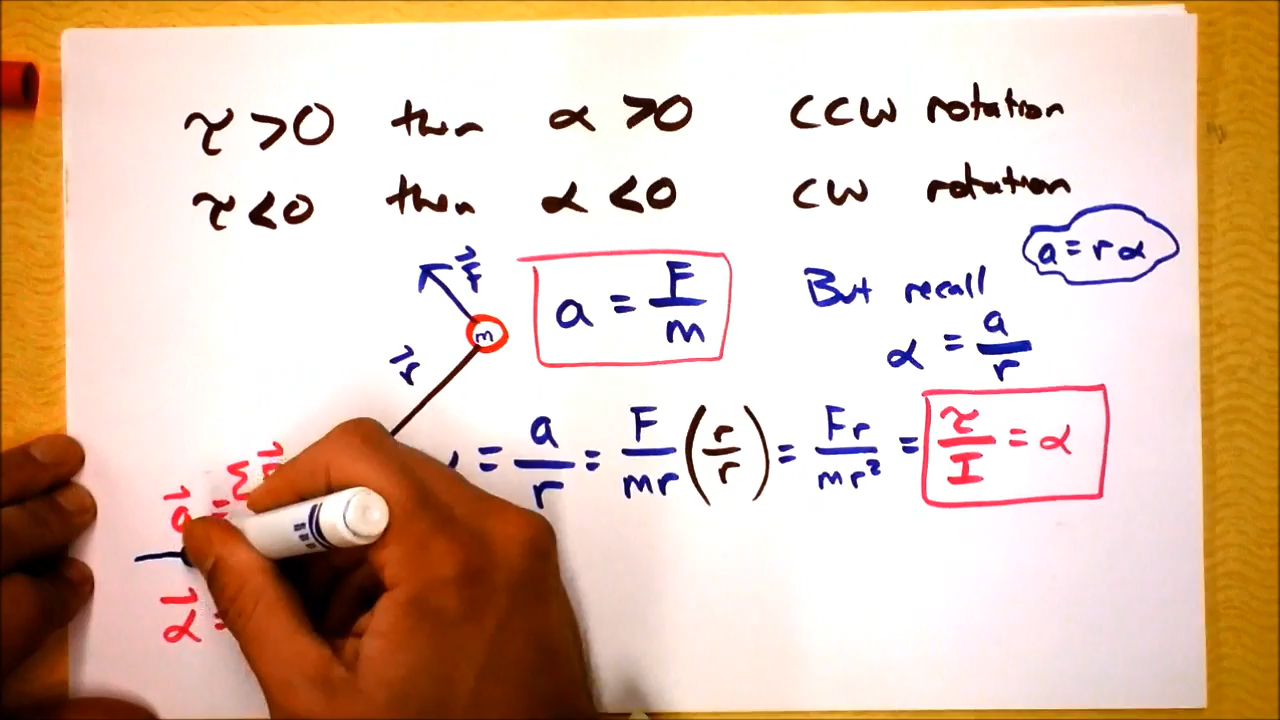 τ > 0 then α > 0 CCW rotation
τ < 0 then α < 0 CW rotation
a = rα
F⃗
a = F/m
But recall
m
α = a/r
r⃗
= a/r = F/mr (r/r) = Fr/mr² = τ/I = α
a⃗
α⃗